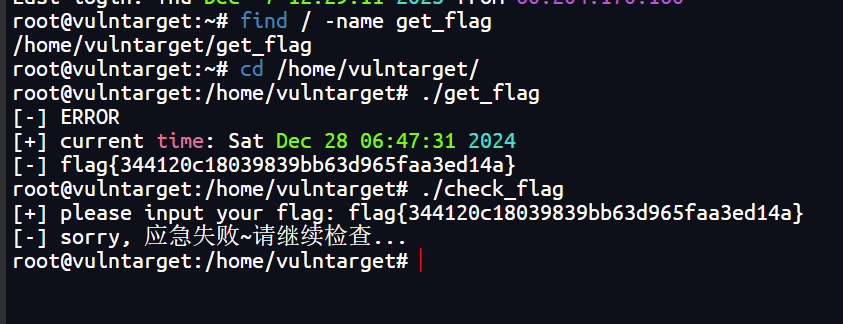 root@vulntarget:~# find / -name get_flag
/home/vulntarget/get_flag
root@vulntarget:~# cd /home/vulntarget/
root@vulntarget:/home/vulntarget# ./get_flag
[-] ERROR
[+] current time: Sat Dec 28 06:47:31 2024
[-] flag{344120c18039839bb63d965faa3ed14a}
root@vulntarget:/home/vulntarget# ./check_flag
[+] please input your flag: flag{344120c18039839bb63d965faa3ed14a}
[-] sorry, 应急失败~请继续检查...
root@vulntarget:/home/vulntarget#